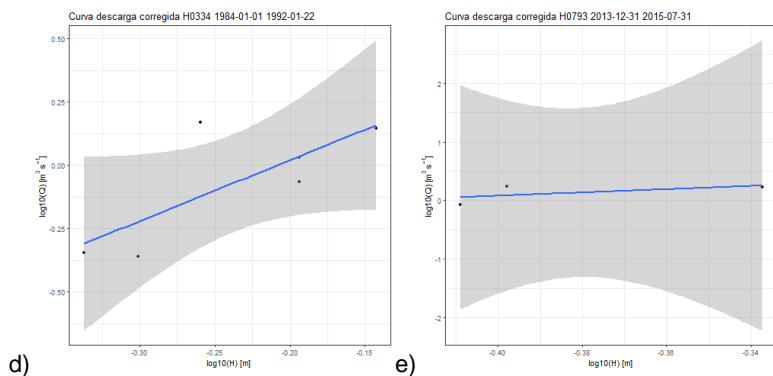 Curva descarga corregida H0334 1984-01-01 1992-01-22
0.50
0.25
0.00
-0.25
-0.50
log10(Q) [m³ s⁻¹]
-0.30
-0.25
-0.20
-0.15
log10(H) [m]
d)
Curva descarga corregida H0793 2013-12-31 2015-07-31
2
1
0
-1
-2
log10(Q) [m³ s⁻¹]
-0.40
-0.38
-0.36
-0.34
log10(H) [m]
e)